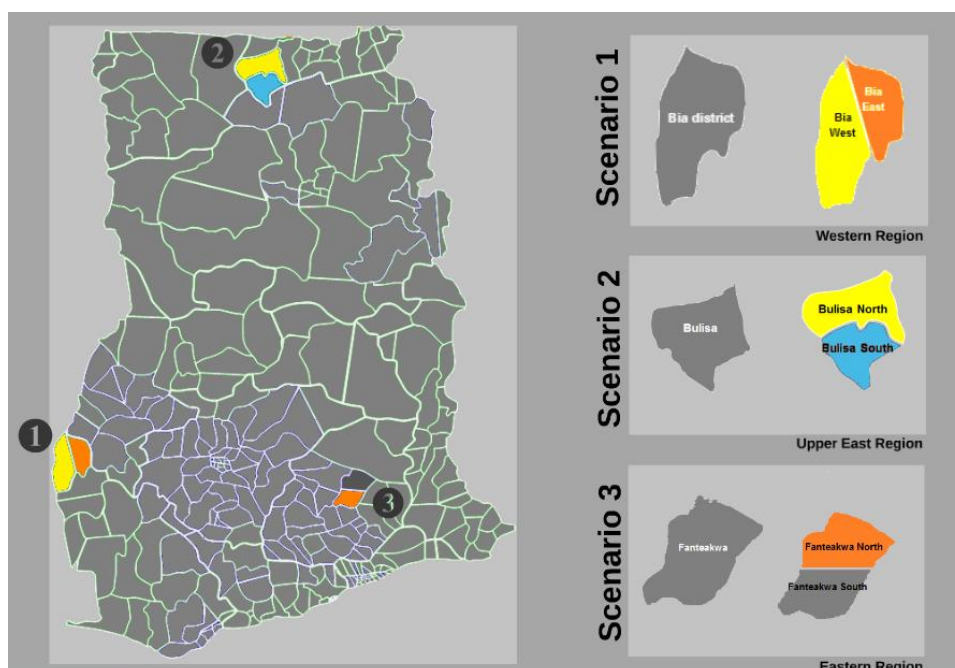 2
1
3
Scenario 1
Bia district
Bia
East
Bia
West
Western Region
Scenario 2
Bulisa
Bulisa North
Bulisa South
Upper East Region
Scenario 3
Fanteakwa
Fanteakwa North
Fanteakwa South
Eastern Region